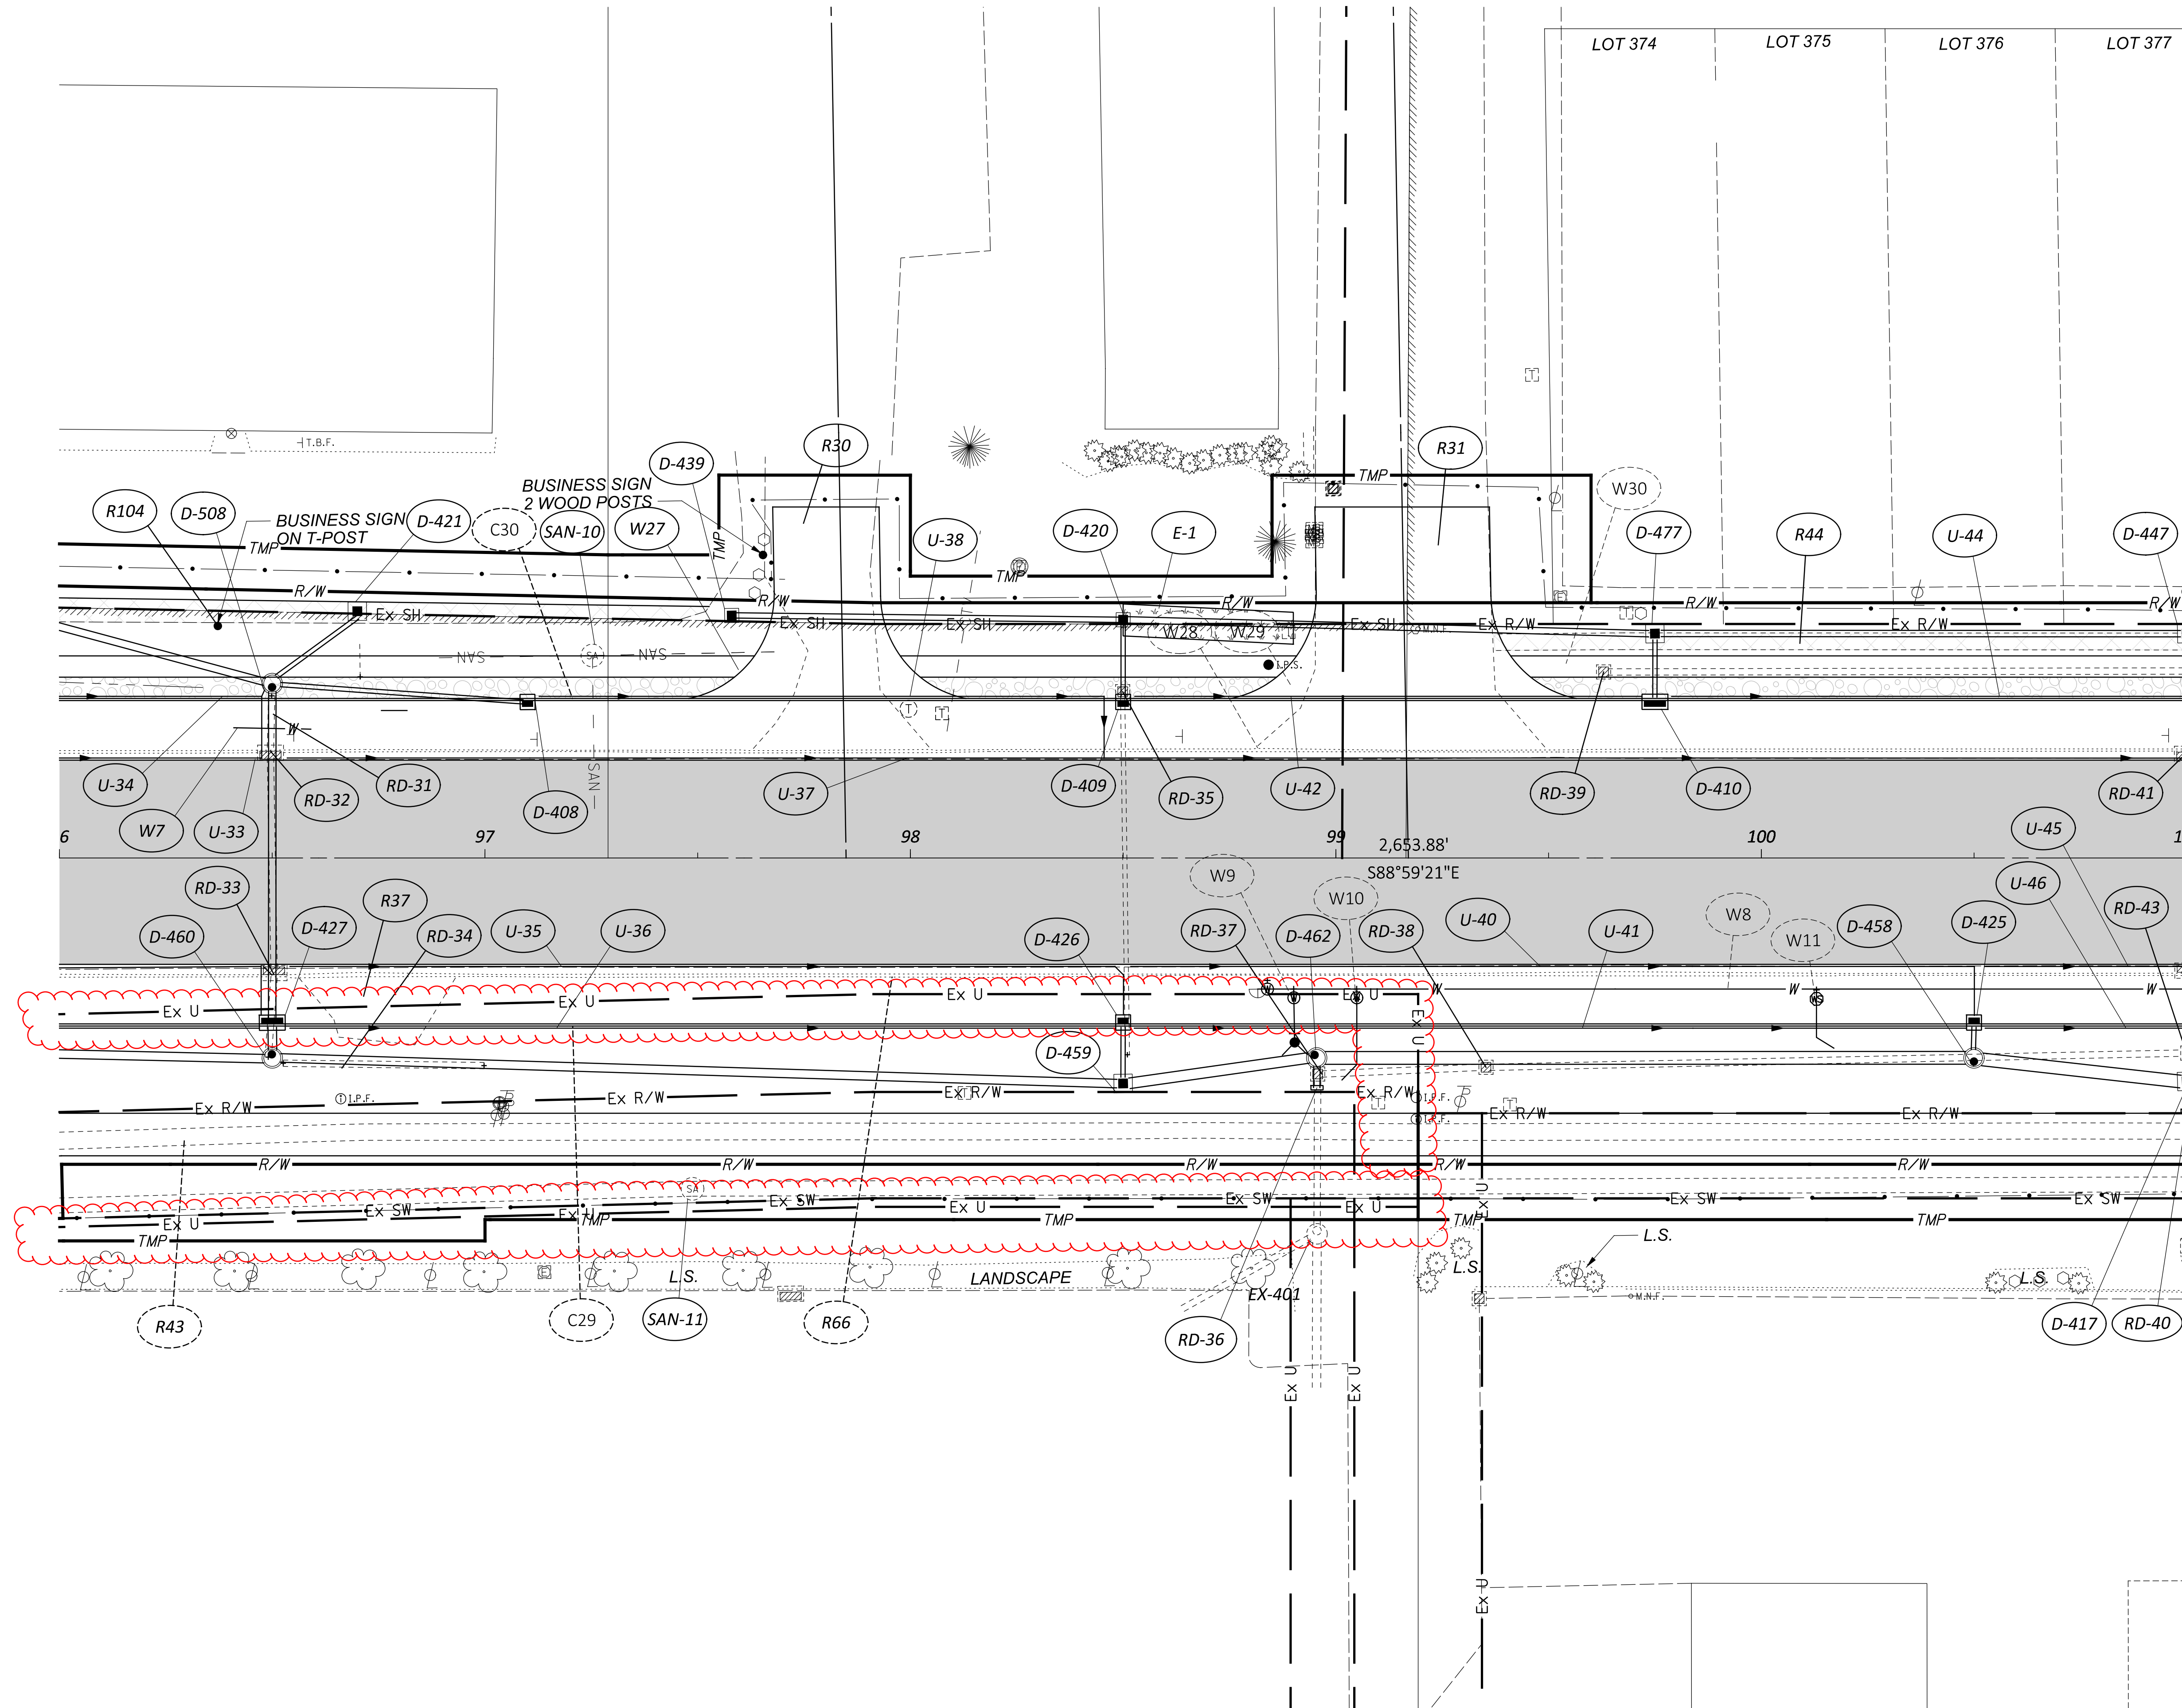 LOT 374
LOT 375
LOT 376
LOT 377
T
T.B.F.
R30
R31
TMP
D-439
BUSINESS SIGN
2 WOOD POSTS
W30
R104
D-508
BUSINESS SIGN
ON T-POST
D-421
C30
SAN-10
W27
U-38
D-420
E-1
D-477
R44
U-44
D-447
TMP
TMP
TMP
R/W
R/W
R/W
R/W
R/W
E
T
Ex SH
Ex SH
Ex SH
Ex SH
Ex R/W
Ex R/W
M.N.F.
W28
W29
SAN
SA
SAN
I.P.S.
T
T
W
SAN
U-34
RD-32
RD-31
D-408
U-37
D-409
RD-35
U-42
RD-39
D-410
RD-41
W7
U-33
6
97
98
99
100
1
2,653.88'
S88°59'21"E
U-45
RD-33
R37
W9
W10
U-46
D-460
D-427
RD-34
U-35
U-36
D-426
RD-37
D-462
RD-38
U-40
U-41
W8
W11
D-458
D-425
RD-43
Ex U
Ex U
Ex U
Ex U
W
W
W
W
W
W
WS
Ex U
D-459
Ex R/W
Ex R/W
Ex R/W
Ex R/W
Ex R/W
Ex R/W
I.P.F.
T
T
T
I.P.F.
I.P.F.
R/W
R/W
R/W
R/W
R/W
SA
Ex SW
Ex SW
Ex SW
Ex SW
Ex SW
Ex U
Ex U
Ex U
Ex U
Ex U
TMP
TMP
TMP
TMP
TMP
L.S.
E
L.S.
LANDSCAPE
L.S.
L.S.
EX-401
M.N.F.
R43
C29
SAN-11
R66
RD-36
D-417
RD-40
Ex U
Ex U
Ex U